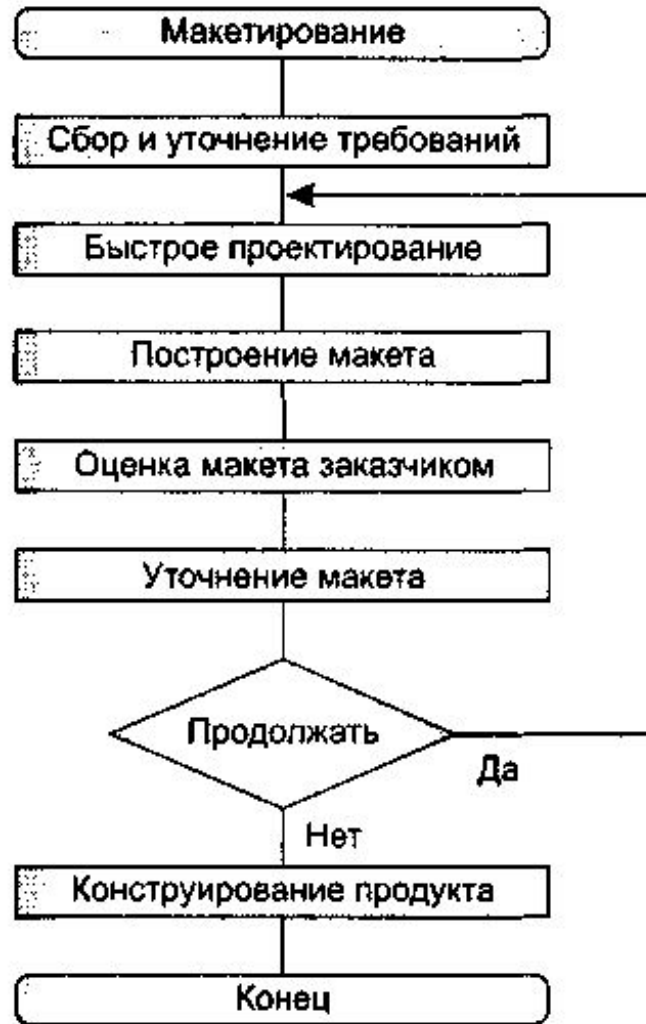 Макетирование
Сбор и уточнение требований
Быстрое проектирование
Построение макета
Оценка макета заказчиком
Уточнение макета
Продолжать
Да
Нет
Конструирование продукта
Конец